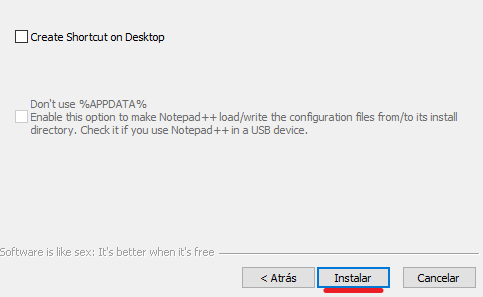 Create Shortcut on Desktop
Don't use %APPDATA%
Enable this option to make Notepad++ load/write the configuration files from/to its install
directory. Check it if you use Notepad++ in a USB device.
Software is like sex: It's better when it's free
< Atrás
Instalar
Cancelar